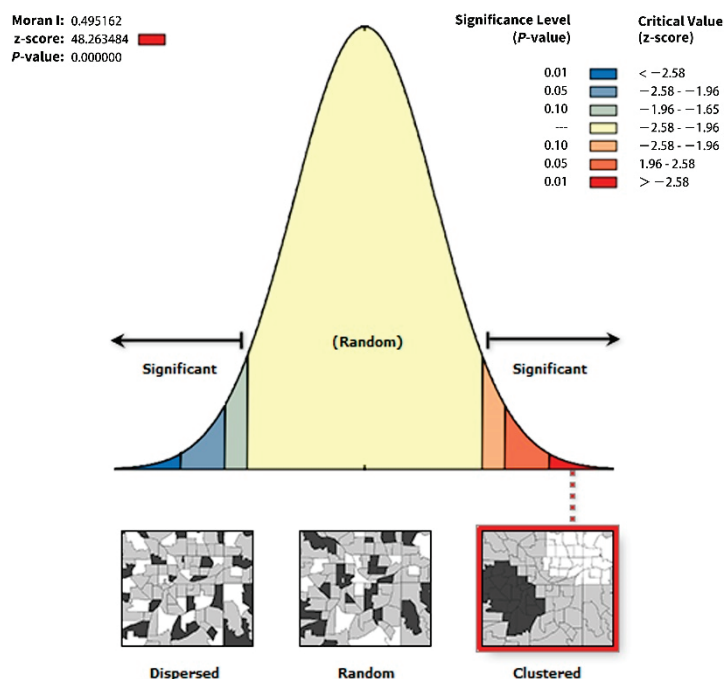 Moran I: 0.495162
z-score: 48.263484
P-value: 0.000000
Significance Level
(P-value)
Critical Value
(z-score)
0.01 < −2.58
0.05 −2.58 - −1.96
0.10 −1.96 - −1.65
--- −2.58 - −1.96
0.10 −2.58 - −1.96
0.05 1.96 - 2.58
0.01 > −2.58
(Random)
Significant
Significant
Dispersed
Random
Clustered